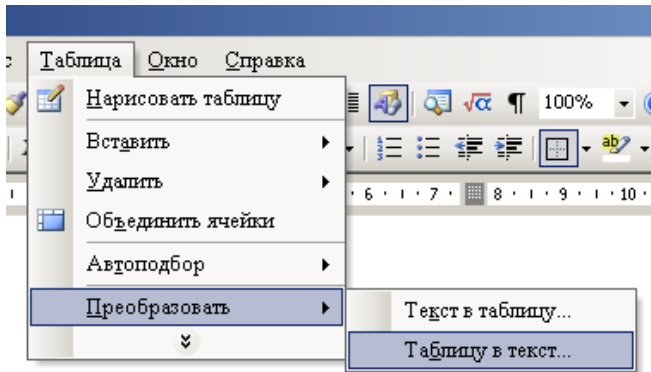 с Таблица Окно Справка
Нарисовать таблицу
¶ 100%
Вставить
Удалить
6 7 8 9 10
Объединить ячейки
Автоподбор
Преобразовать
Текст в таблицу...
Таблицу в текст...